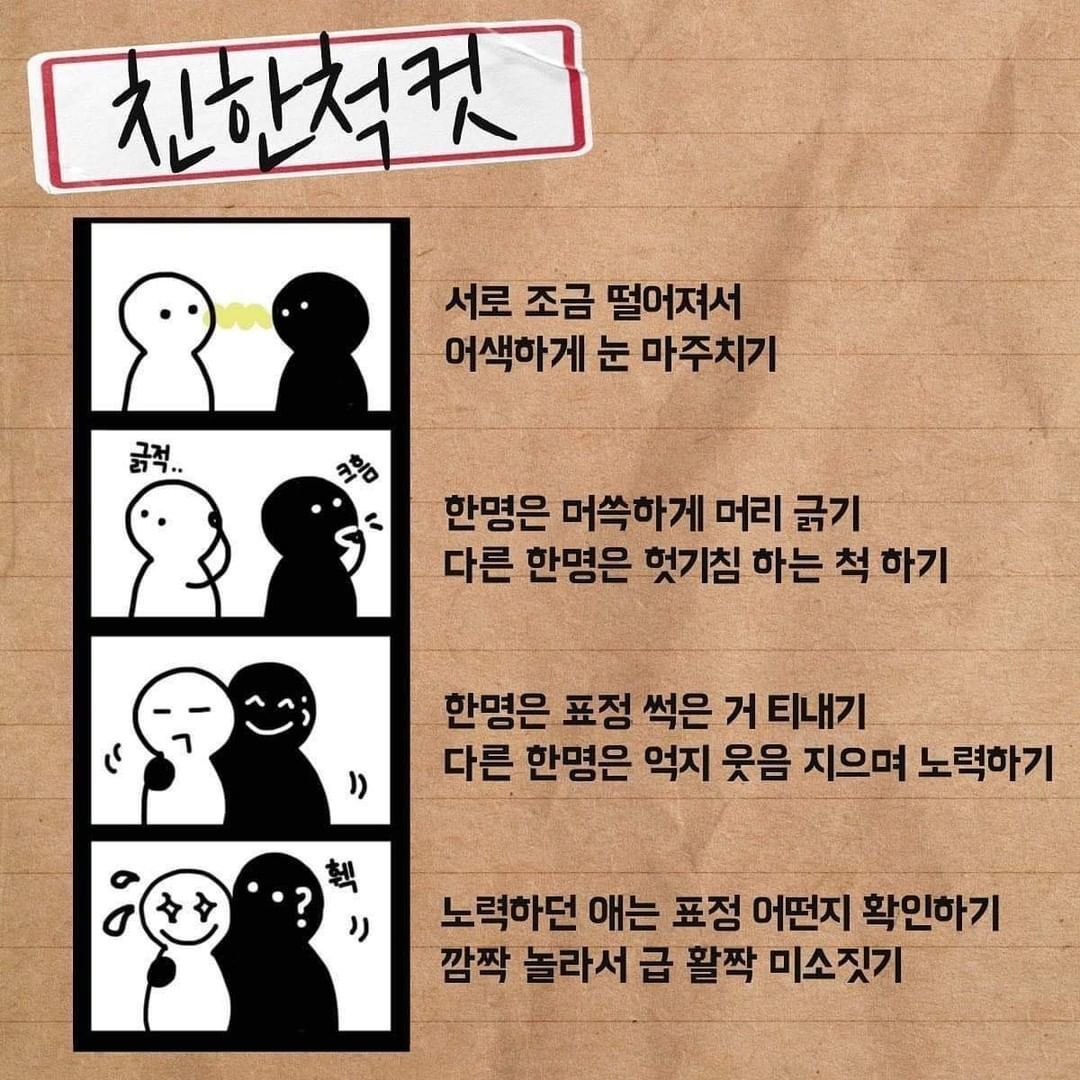 친한척컷
서로 조금 떨어져서
어색하게 눈 마주치기
긁적..
커흠
한명은 머쓱하게 머리 긁기
다른 한명은 헛기침 하는 척 하기
한명은 표정 썩은 거 티내기
다른 한명은 억지 웃음 지으며 노력하기
휙
노력하던 애는 표정 어떤지 확인하기
깜짝 놀라서 급 활짝 미소짓기